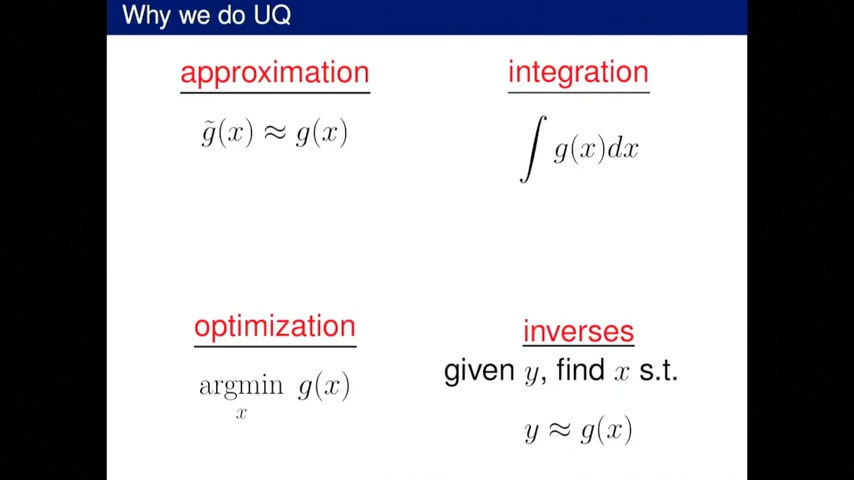 Why we do UQ
approximation
g̃(x) ≈ g(x)
integration
∫ g(x)dx
optimization
argmin g(x)
x
inverses
given y, find x s.t.
y ≈ g(x)